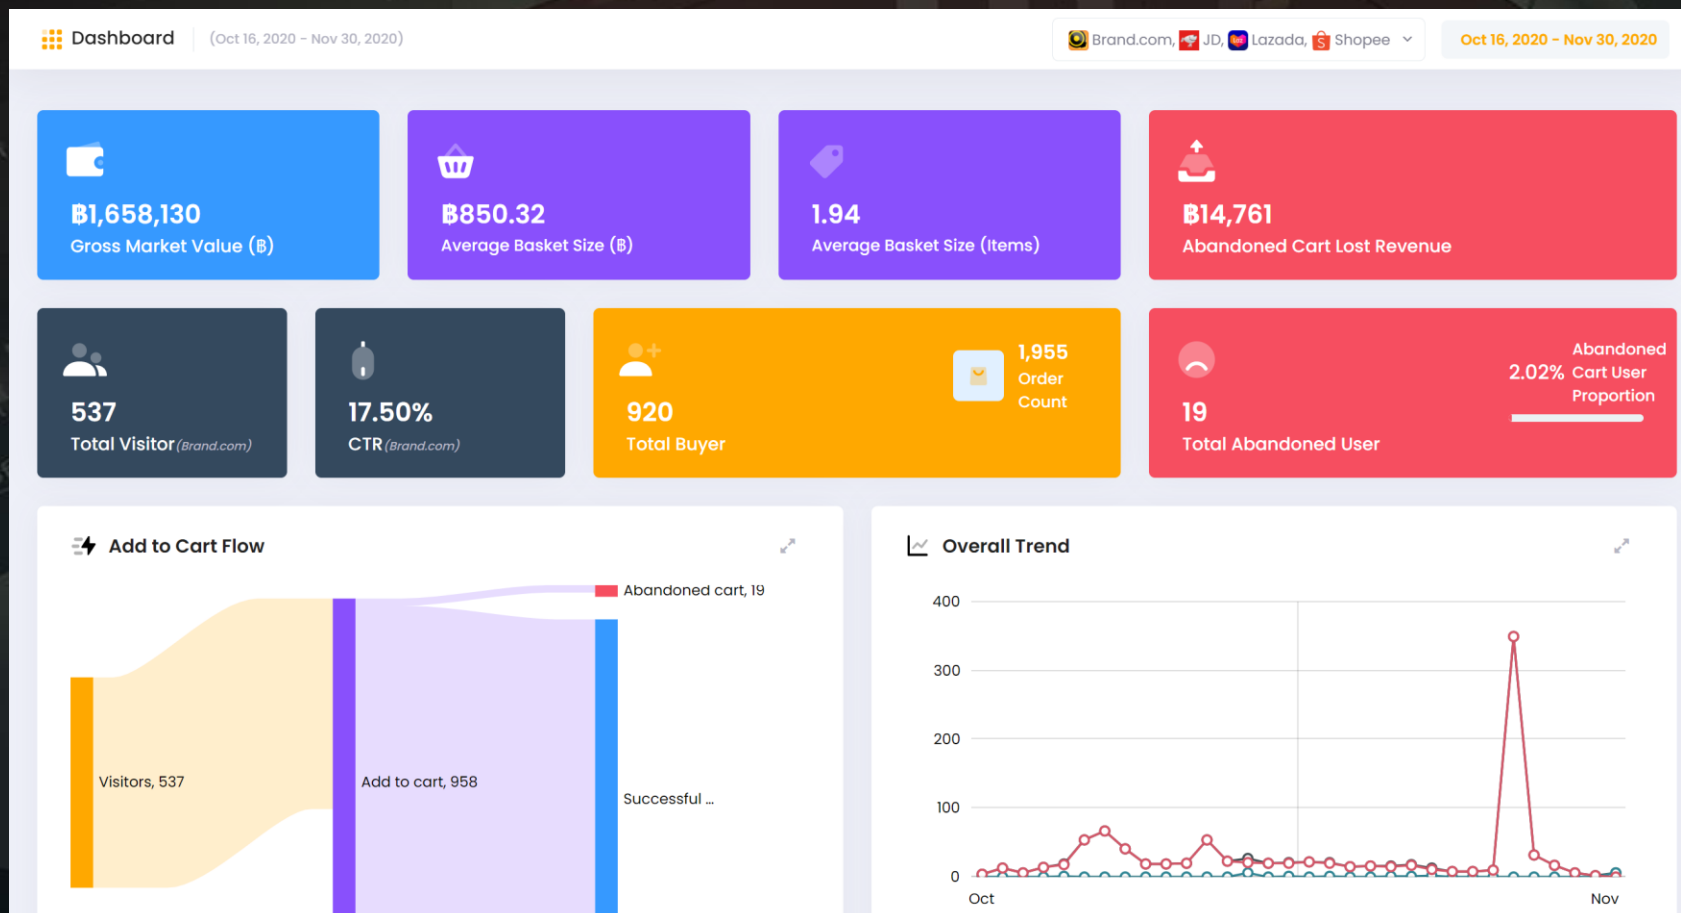 Dashboard
(Oct 16, 2020 - Nov 30, 2020)
Brand.com, JD, Lazada, Shopee
Oct 16, 2020 - Nov 30, 2020
฿1,658,130
Gross Market Value (฿)
฿850.32
Average Basket Size (฿)
1.94
Average Basket Size (Items)
฿14,761
Abandoned Cart Lost Revenue
537
Total Visitor (Brand.com)
17.50%
CTR (Brand.com)
920
Total Buyer
1,955
Order
Count
19
Total Abandoned User
2.02%
Abandoned
Cart User
Proportion
Add to Cart Flow
Abandoned cart, 19
Visitors, 537
Add to cart, 958
Successful ...
Overall Trend
400
300
200
100
0
Oct
Nov